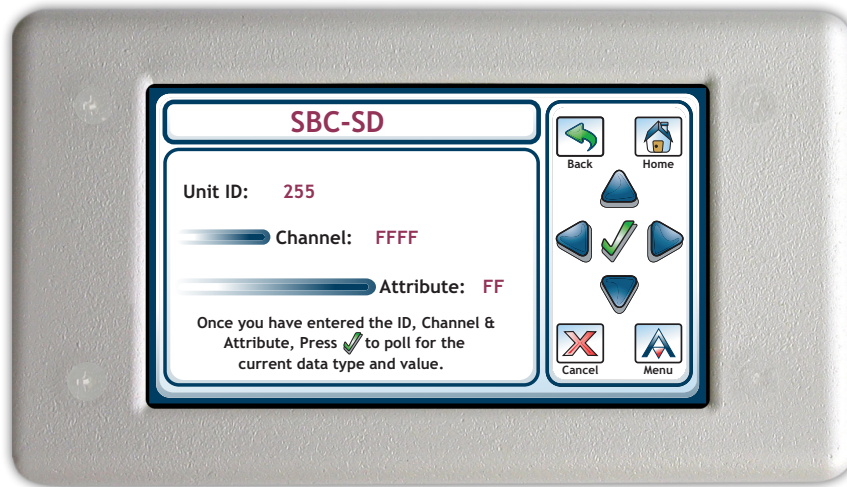 SBC-SD
Unit ID: 255
Channel: FFFF
Attribute: FF
Once you have entered the ID, Channel &
Attribute, Press to poll for the
current data type and value.
Back
Home
Cancel
Menu